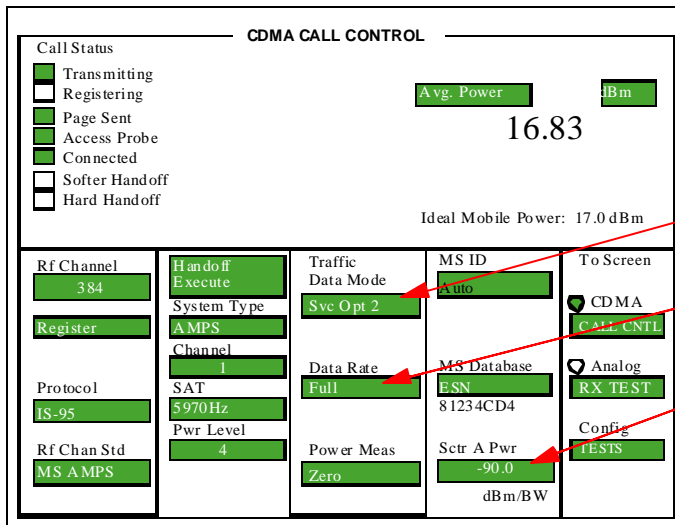 CDMA CALL CONTROL
Call Status
Transmitting
Registering
Page Sent
Access Probe
Connected
Softer Handoff
Hard Handoff
Avg. Power
dBm
16.83
Ideal Mobile Power: 17.0 dBm
Rf Channel
384
Register
Protocol
IS-95
Rf Chan Std
MS AMPS
Handoff
Execute
System Type
AMPS
Channel
1
SAT
5970Hz
Pwr Level
4
Traffic
Data Mode
Svc Opt 2
Data Rate
Full
Power Meas
Zero
MS ID
Auto
MS Database
ESN
81234CD4
Sctr A Pwr
-90.0
dBm/BW
To Screen
CDMA
CALL CNTL
Analog
RX TEST
Config
TESTS